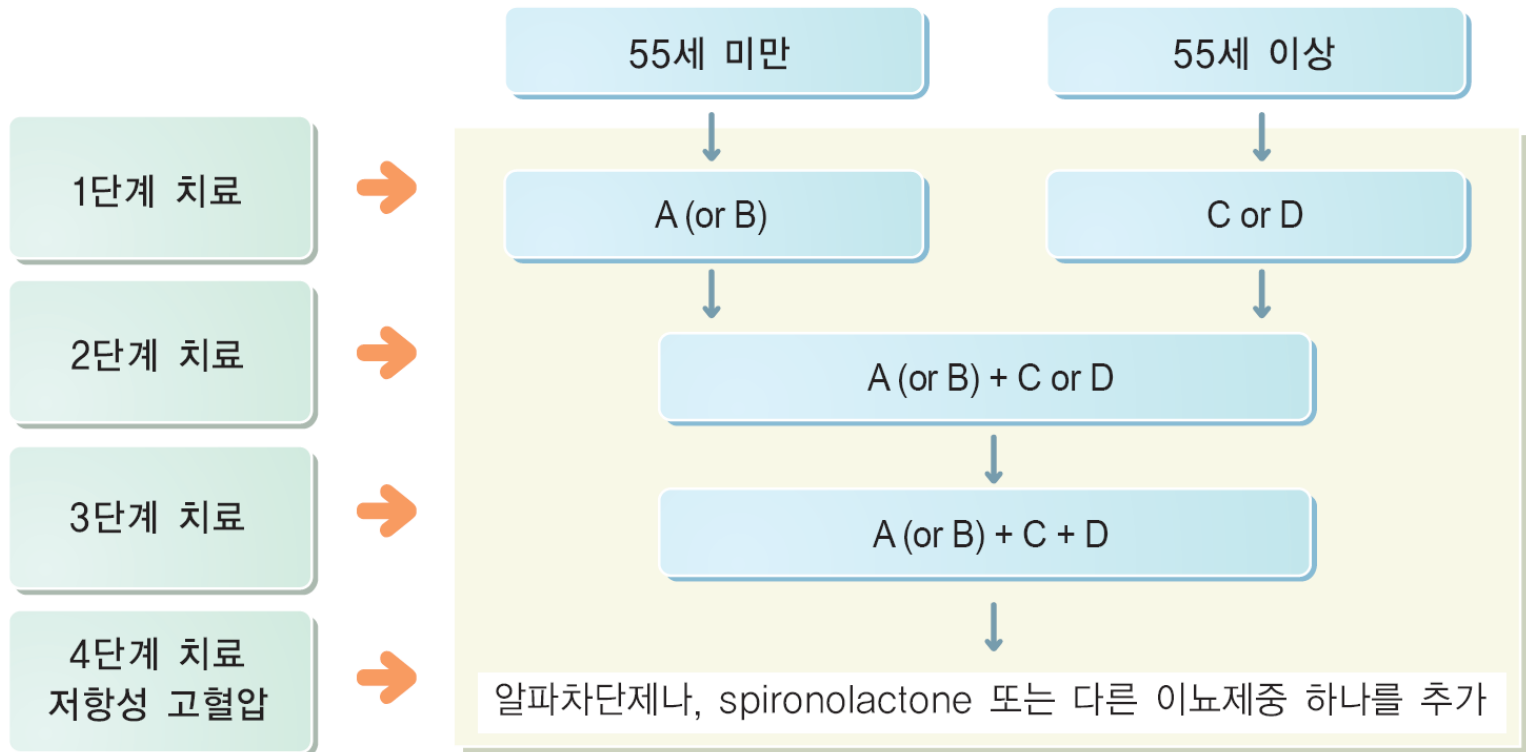 55세 미만
55세 이상
1단계 치료
A (or B)
C or D
2단계 치료
A (or B) + C or D
3단계 치료
A (or B) + C + D
4단계 치료
저항성 고혈압
알파차단제나, spironolactone 또는 다른 이뇨제중 하나를 추가